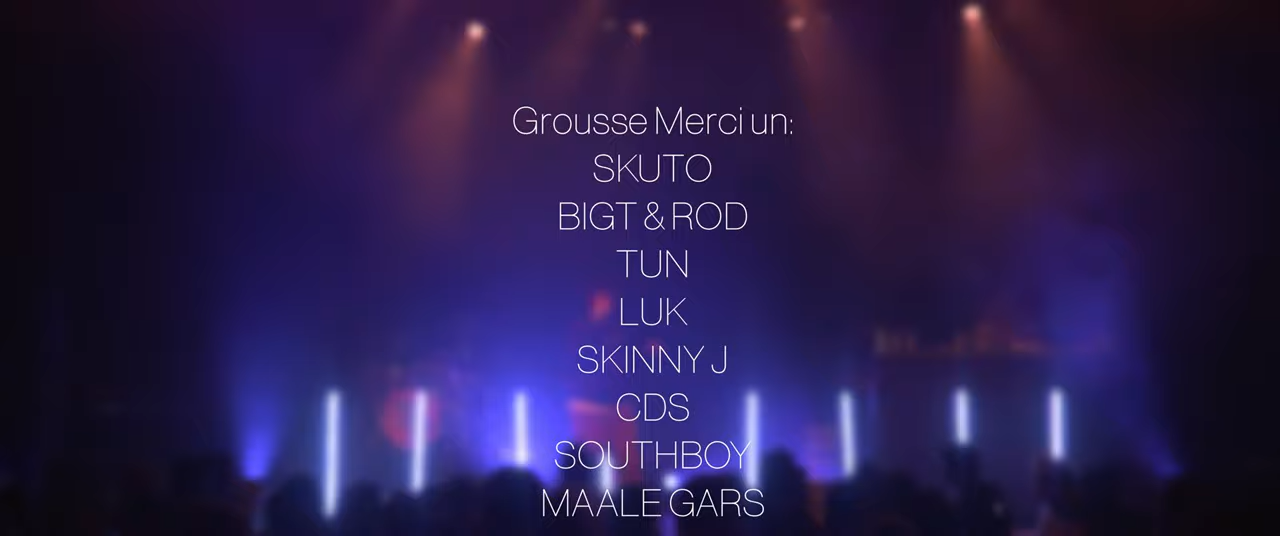 Grousse Merci un:
SKUTO
BIGT & ROD
TUN
LUK
SKINNY J
CDS
SOUTHBOY
MAALE GARS